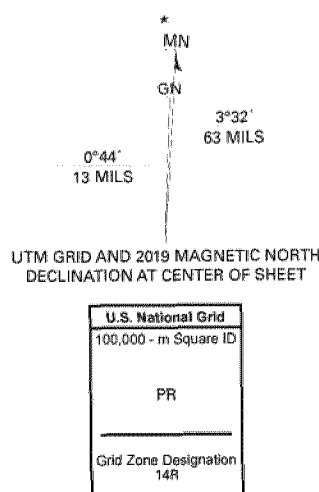 ★
MN
GN
3°32´
63 MILS
0°44´
13 MILS
UTM GRID AND 2019 MAGNETIC NORTH
DECLINATION AT CENTER OF SHEET
U.S. National Grid
100,000 - m Square ID
PR
Grid Zone Designation
14R